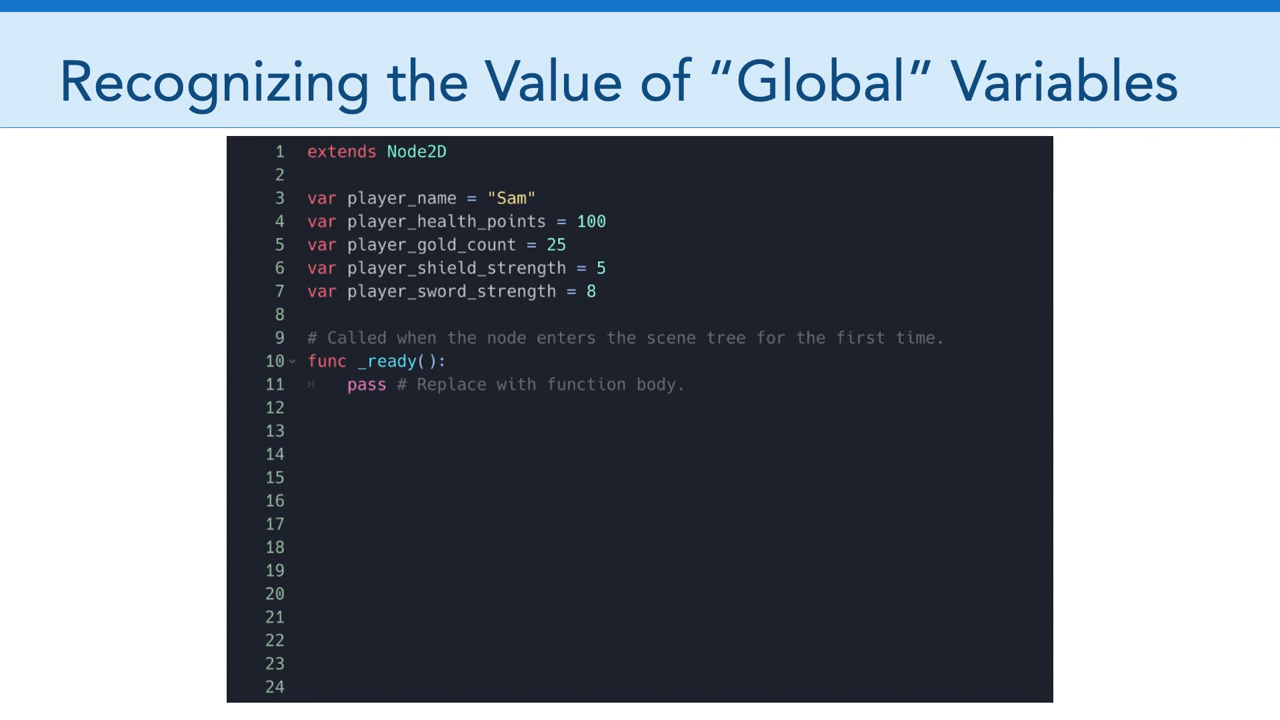 Recognizing the Value of “Global” Variables
1 extends Node2D
2
3 var player_name = "Sam"
4 var player_health_points = 100
5 var player_gold_count = 25
6 var player_shield_strength = 5
7 var player_sword_strength = 8
8
9 # Called when the node enters the scene tree for the first time.
10 func _ready():
11 pass # Replace with function body.
12
13
14
15
16
17
18
19
20
21
22
23
24